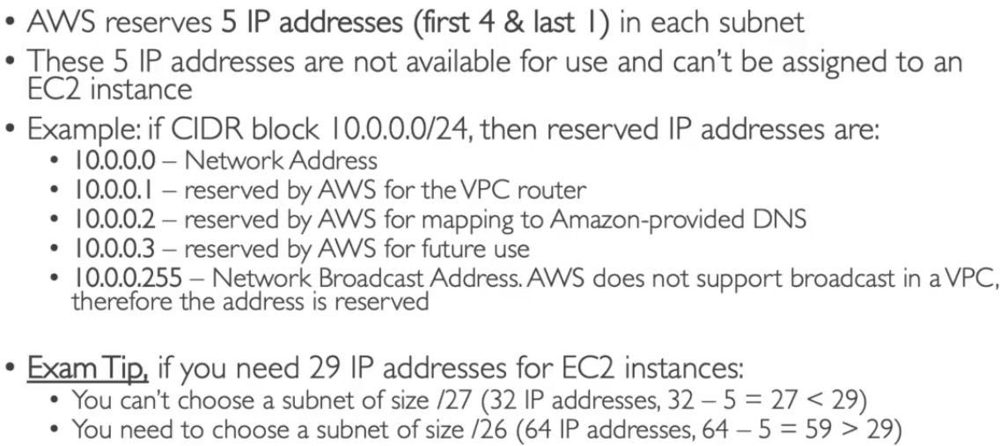 • AWS reserves 5 IP addresses (first 4 & last 1) in each subnet
• These 5 IP addresses are not available for use and can't be assigned to an
EC2 instance
• Example: if CIDR block 10.0.0.0/24, then reserved IP addresses are:
• 10.0.0.0 – Network Address
• 10.0.0.1 – reserved by AWS for the VPC router
• 10.0.0.2 – reserved by AWS for mapping to Amazon-provided DNS
• 10.0.0.3 – reserved by AWS for future use
• 10.0.0.255 – Network Broadcast Address. AWS does not support broadcast in a VPC,
therefore the address is reserved
• Exam Tip, if you need 29 IP addresses for EC2 instances:
• You can't choose a subnet of size /27 (32 IP addresses, 32 – 5 = 27 < 29)
• You need to choose a subnet of size /26 (64 IP addresses, 64 – 5 = 59 > 29)